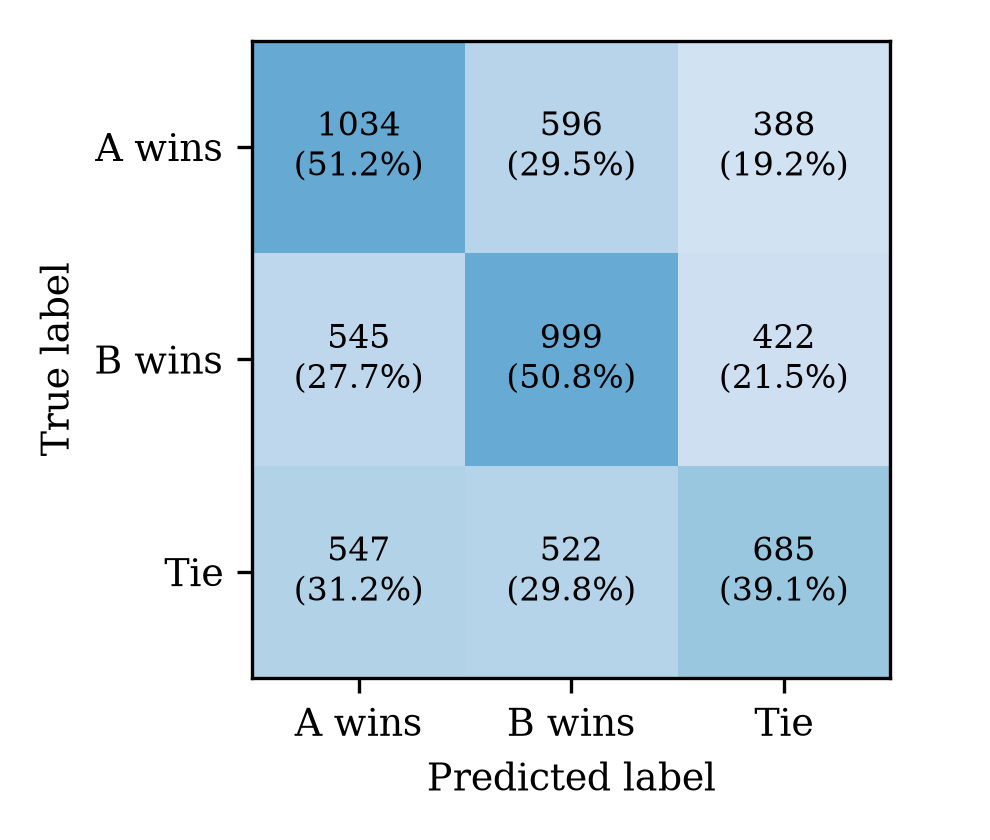 A wins
1034
(51.2%)
596
(29.5%)
388
(19.2%)
B wins
545
(27.7%)
999
(50.8%)
422
(21.5%)
Tie
547
(31.2%)
522
(29.8%)
685
(39.1%)
True label
A wins
B wins
Tie
Predicted label